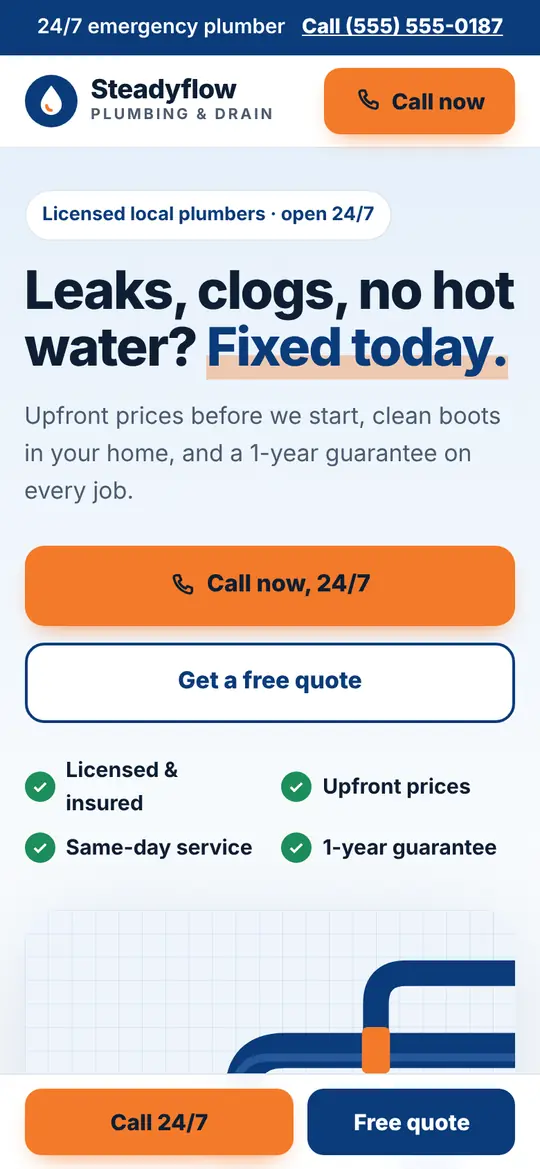 24/7 emergency plumber Call (555) 555-0187
Steadyflow
PLUMBING & DRAIN
Call now
Licensed local plumbers · open 24/7
Leaks, clogs, no hot
water? Fixed today.
Upfront prices before we start, clean boots
in your home, and a 1-year guarantee on
every job.
Call now, 24/7
Get a free quote
Licensed &
insured
Upfront prices
Same-day service
1-year guarantee
Call 24/7
Free quote